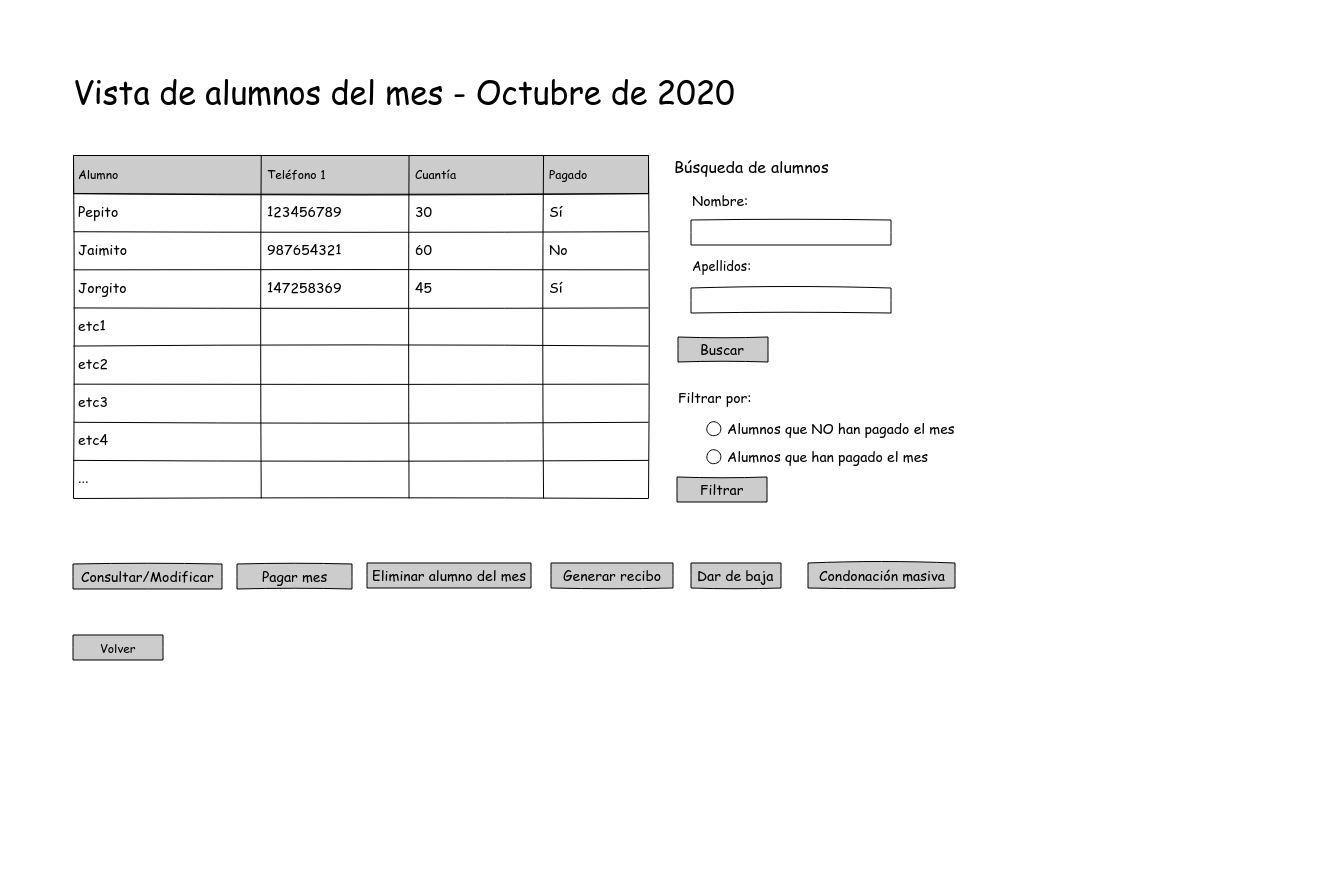 Vista de alumnos del mes - Octubre de 2020
Alumno Teléfono 1 Cuantía Pagado
Pepito 123456789 30 Sí
Jaimito 987654321 60 No
Jorgito 147258369 45 Sí
etc1
etc2
etc3
etc4
...
Búsqueda de alumnos
Nombre:
Apellidos:
Buscar
Filtrar por:
Alumnos que NO han pagado el mes
Alumnos que han pagado el mes
Filtrar
Consultar/Modificar Pagar mes Eliminar alumno del mes Generar recibo Dar de baja Condonación masiva
Volver